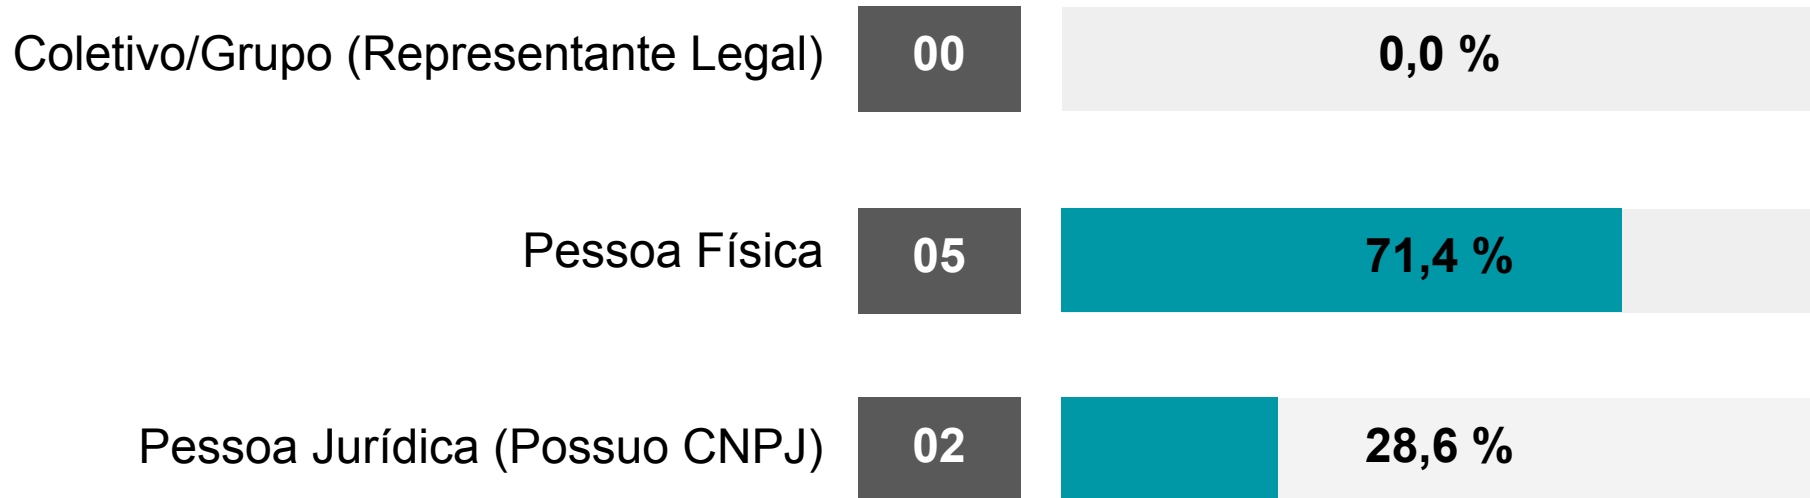 Coletivo/Grupo (Representante Legal) 00 0,0 %
Pessoa Física 05 71,4 %
Pessoa Jurídica (Possuo CNPJ) 02 28,6 %